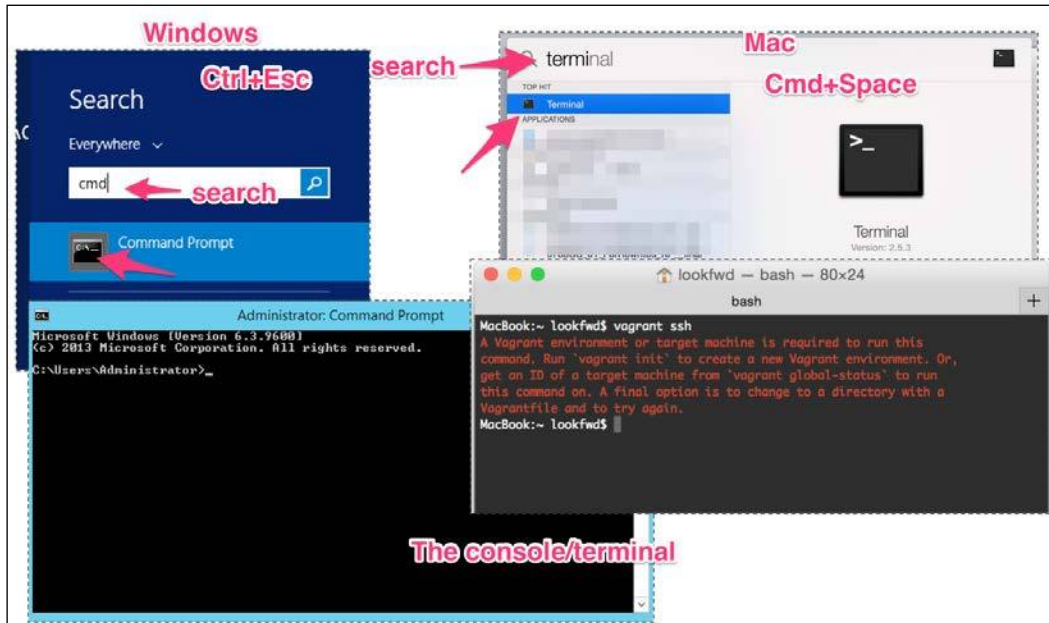 Windows
Ctrl+Esc
Search
Everywhere
cmd
search
Command Prompt
search
terminal
Mac
Cmd+Space
TOP HIT
Terminal
APPLICATIONS
Terminal
Version: 2.5.3
Administrator: Command Prompt
Microsoft Windows [Version 6.3.9600]
(c) 2013 Microsoft Corporation. All rights reserved.
C:\Users\Administrator>_
lookfwd — bash — 80×24
bash
MacBook:~ lookfwd$ vagrant ssh
A Vagrant environment or target machine is required to run this
command. Run `vagrant init` to create a new Vagrant environment. Or,
get an ID of a target machine from `vagrant global-status` to run
this command on. A final option is to change to a directory with a
Vagrantfile and to try again.
MacBook:~ lookfwd$
The console/terminal